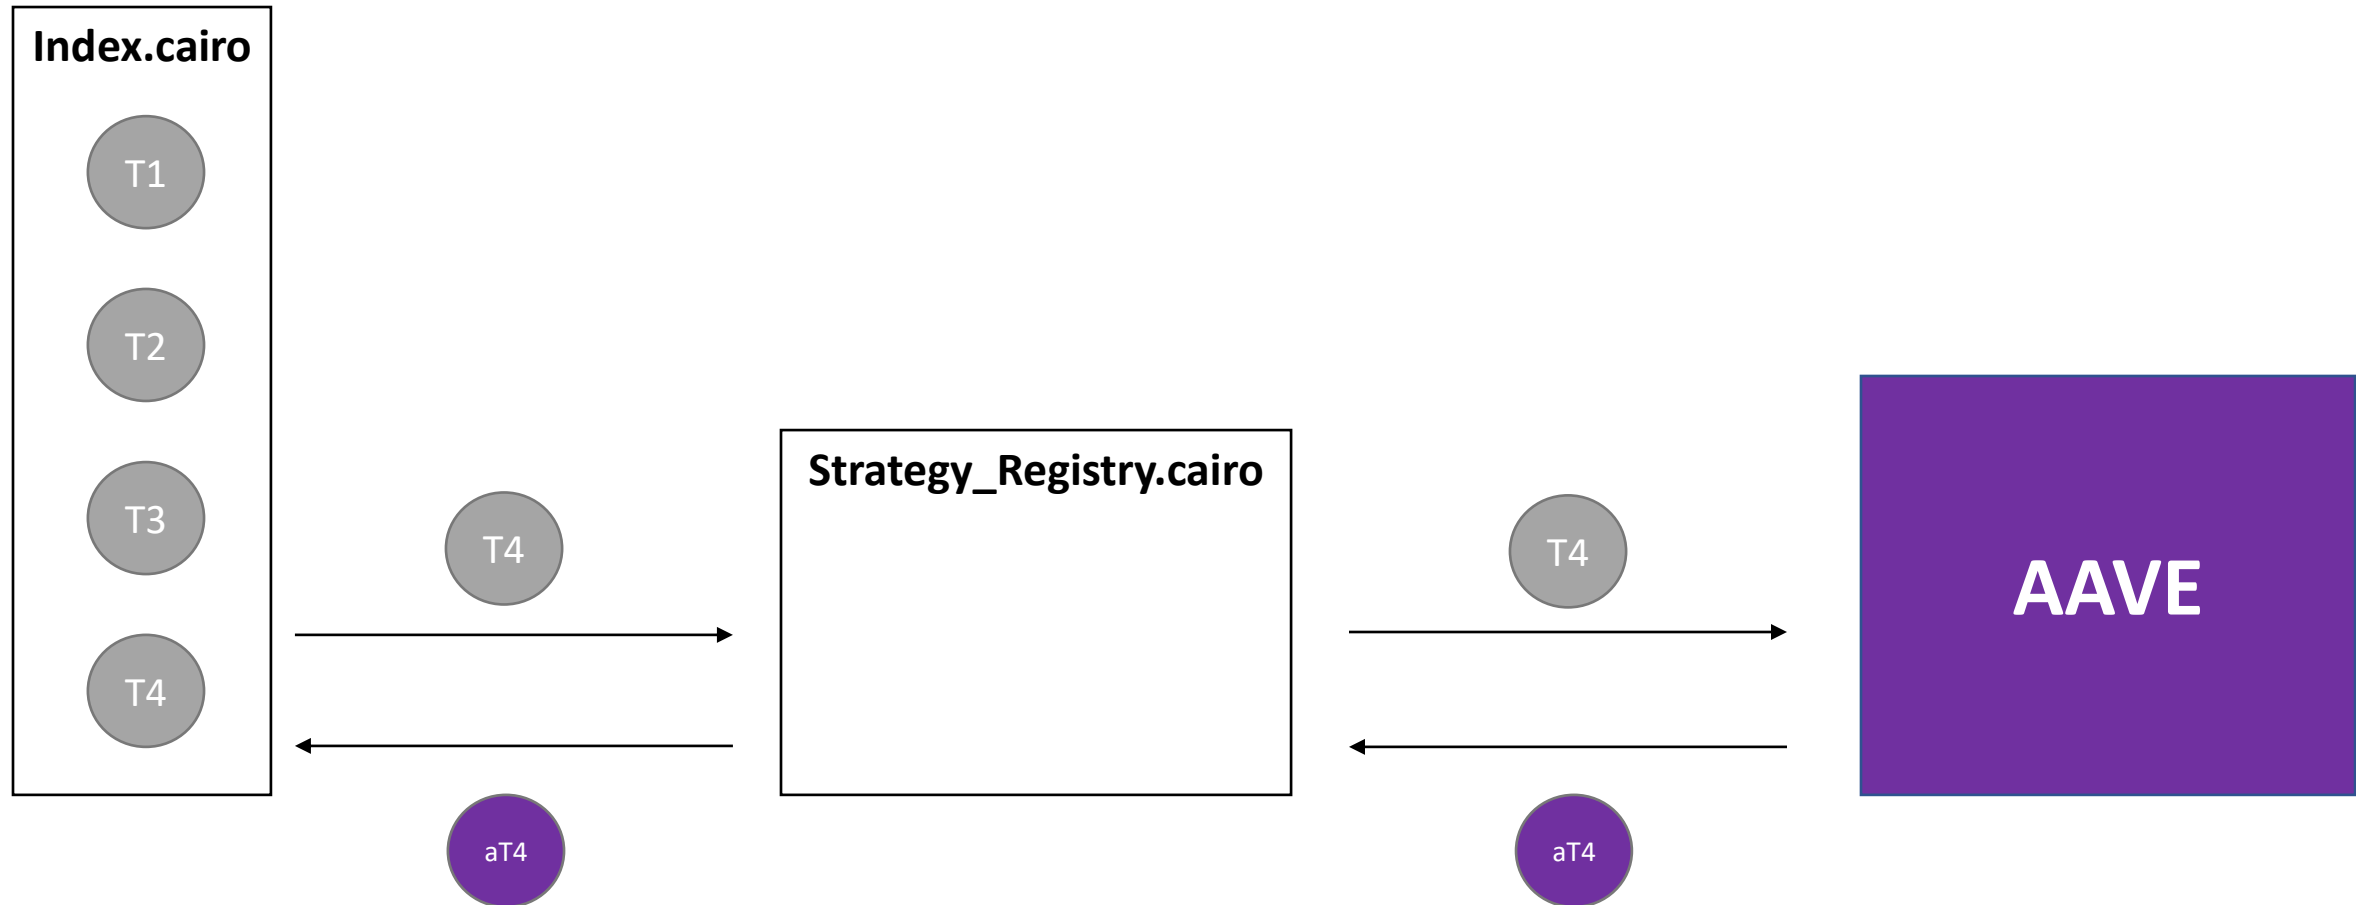 Index.cairo
T1
T2
T3
T4
T4
aT4
Strategy_Registry.cairo
T4
aT4
AAVE